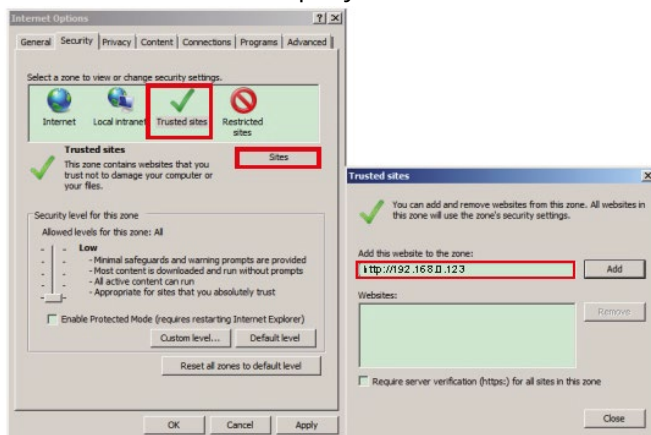 Internet Options
General Security Privacy Content Connections Programs Advanced
Select a zone to view or change security settings.
Internet Local intranet Trusted sites Restricted sites
Trusted sites
Sites
This zone contains websites that you
trust not to damage your computer or
your files.
Security level for this zone
Allowed levels for this zone: All
Low
- Minimal safeguards and warning prompts are provided
- Most content is downloaded and run without prompts
- All active content can run
- Appropriate for sites that you absolutely trust
Enable Protected Mode (requires restarting Internet Explorer)
Custom level... Default level
Reset all zones to default level
OK Cancel Apply
Trusted sites
You can add and remove websites from this zone. All websites in
this zone will use the zone's security settings.
Add this website to the zone:
http://192.168.0.123 Add
Websites:
Remove
Require server verification (https:) for all sites in this zone
Close